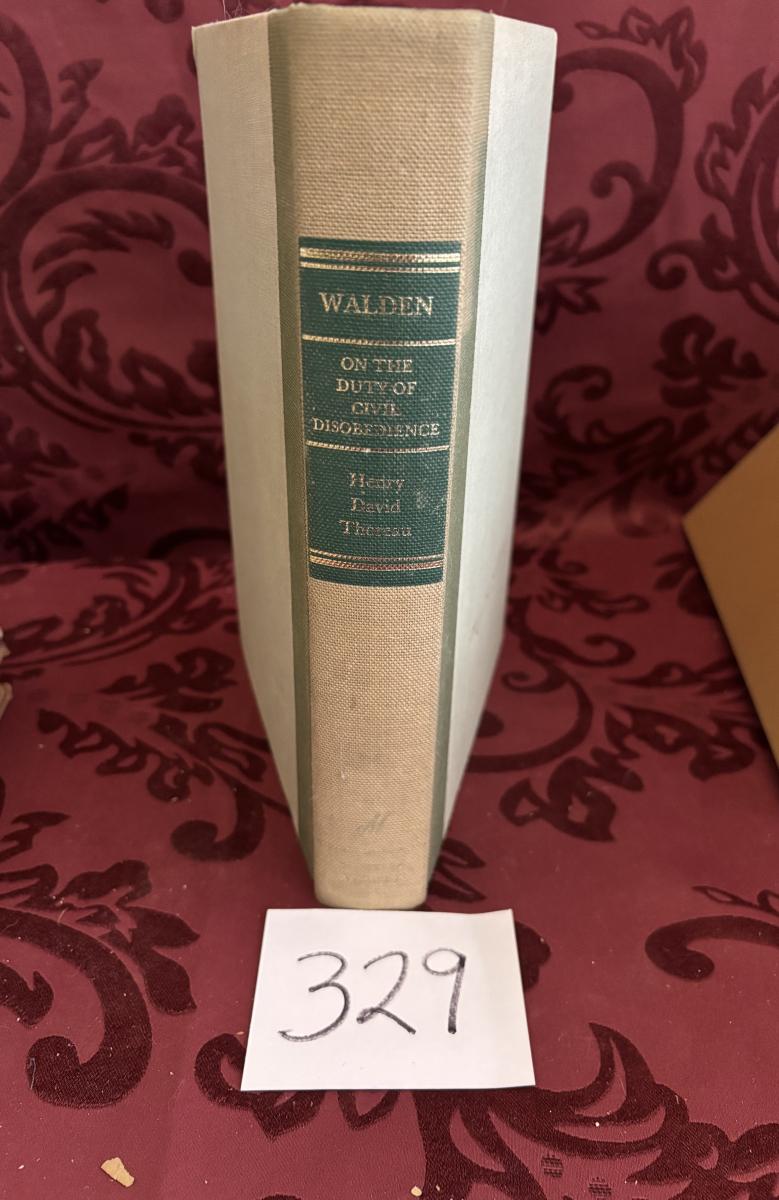 WALDEN
ON THE
DUTY OF
CIVIL
DISOBEDIENCE
Henry
David
Thoreau
329